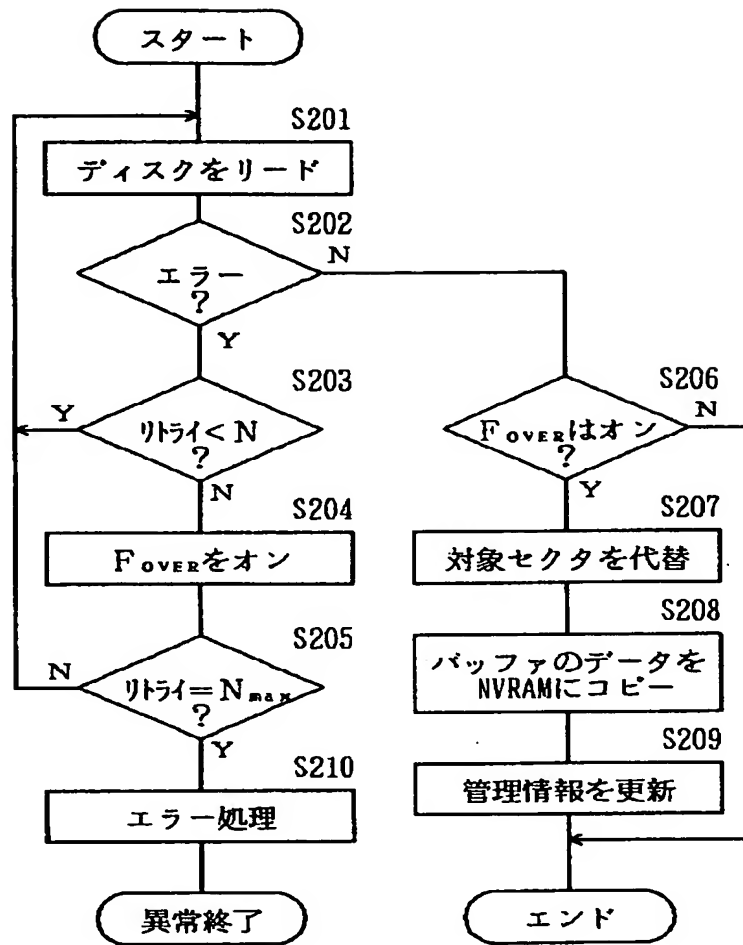 スタート
S201
ディスクをリード
S202
エラー
?
N
Y
S203
リトライ<N
?
Y
N
S204
FOVERをオン
S205
リトライ=Nmax
?
N
Y
S210
エラー処理
異常終了
S206
FOVERはオン
?
N
Y
S207
対象セクタを代替
S208
バッファのデータを
NVRAMにコピー
S209
管理情報を更新
エンド